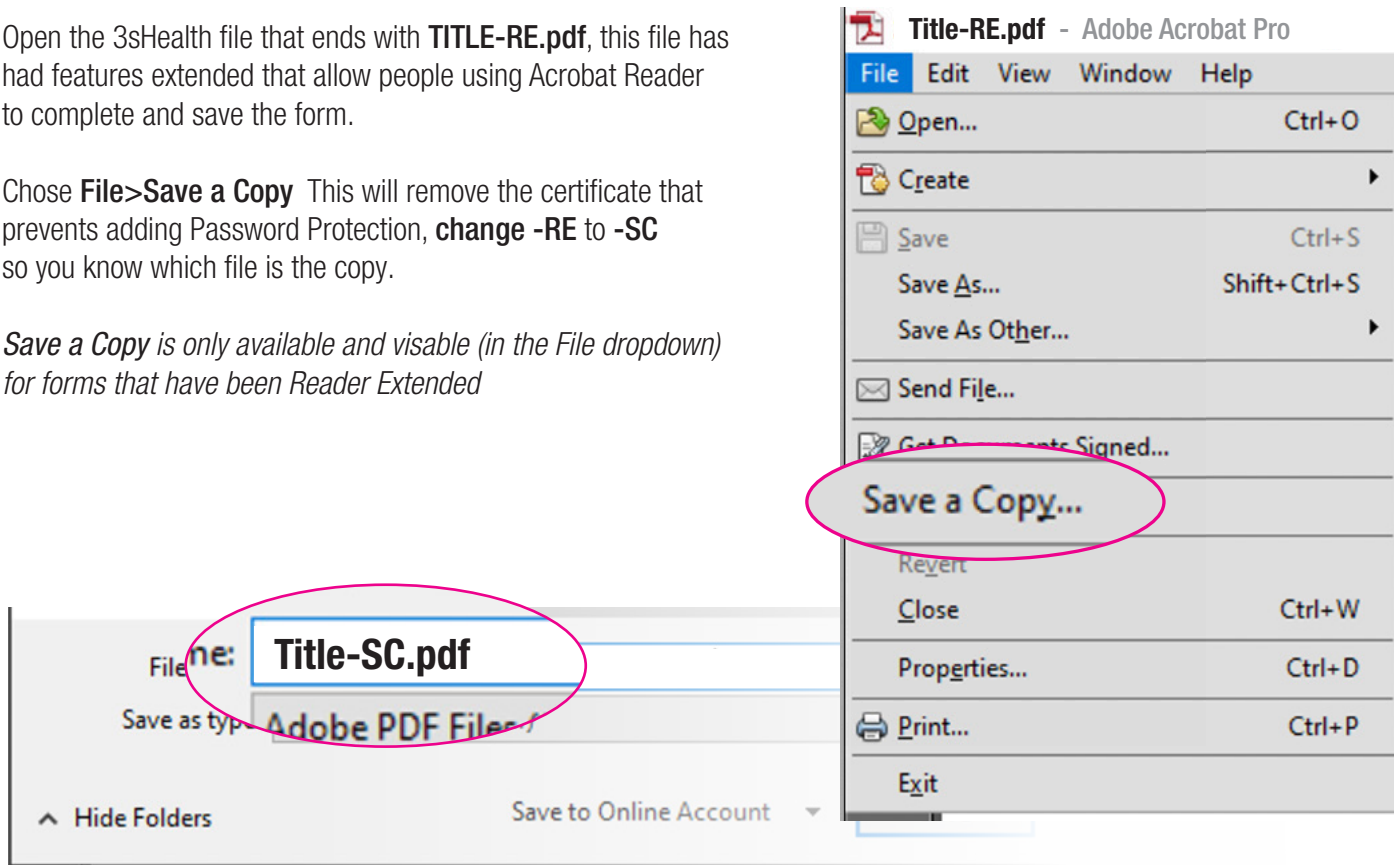 Open the 3sHealth file that ends with TITLE-RE.pdf, this file has
had features extended that allow people using Acrobat Reader
to complete and save the form.
Chose File>Save a Copy This will remove the certificate that
prevents adding Password Protection, change -RE to -SC
so you know which file is the copy.
Save a Copy is only available and visable (in the File dropdown)
for forms that have been Reader Extended
Title-RE.pdf - Adobe Acrobat Pro
File Edit View Window Help
Open... Ctrl+O
Create
Save Ctrl+S
Save As... Shift+Ctrl+S
Save As Other...
Send File...
Get Documents Signed...
Save a Copy...
Revert
Close Ctrl+W
Properties... Ctrl+D
Print... Ctrl+P
Exit
File ne: Title-SC.pdf
Save as type Adobe PDF Files
Hide Folders
Save to Online Account